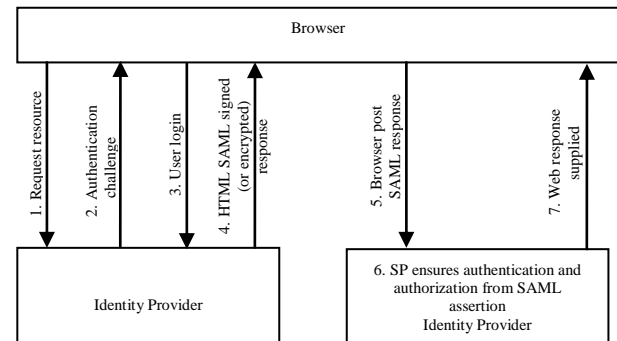 Browser
1. Request resource
2. Authentication
challenge
3. User login
4. HTML SAML signed
(or encrypted)
response
5. Browser post
SAML response
7. Web response
supplied
Identity Provider
6. SP ensures authentication and
authorization from SAML
assertion
Identity Provider